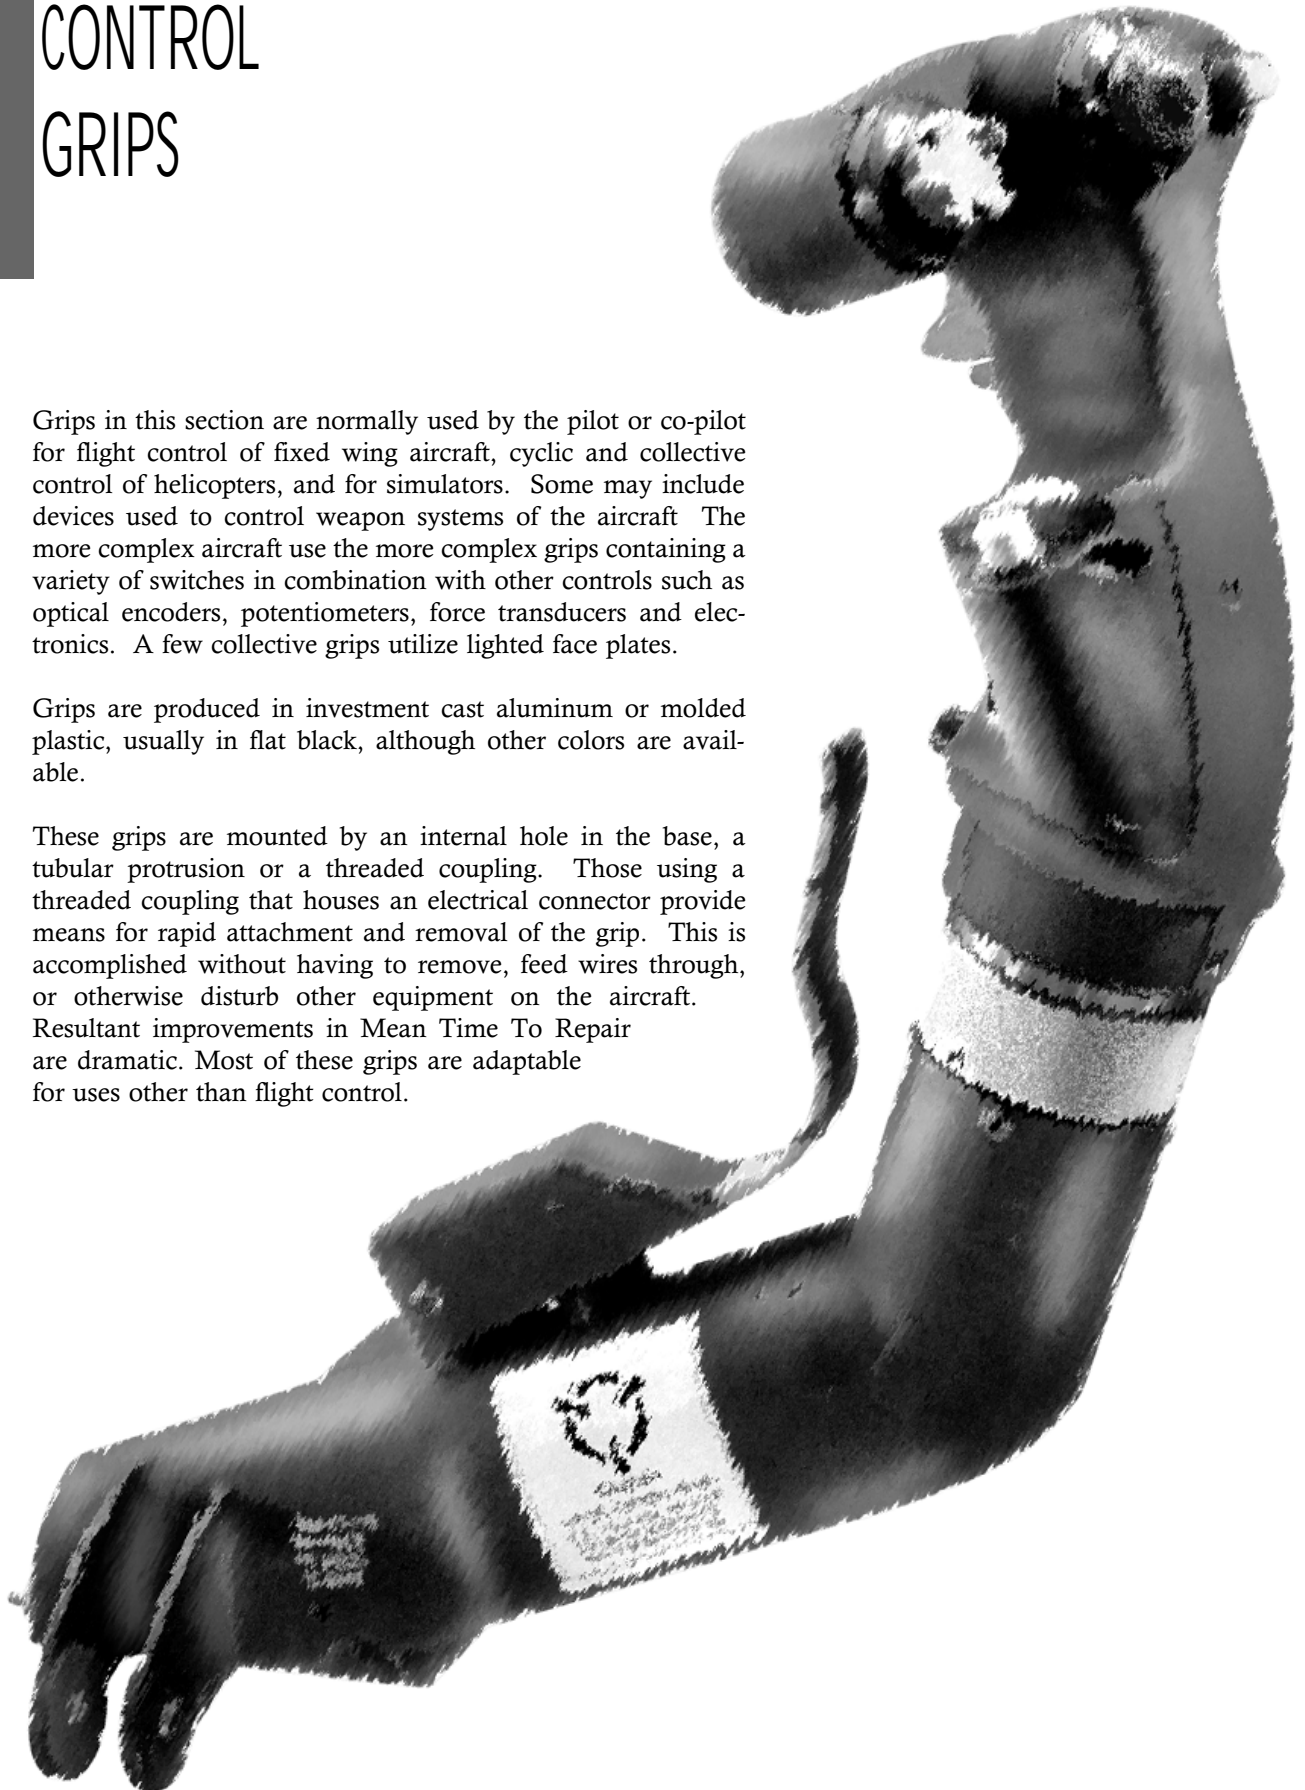 CONTROL
GRIPS
Grips in this section are normally used by the pilot or co-pilot
for flight control of fixed wing aircraft, cyclic and collective
control of helicopters, and for simulators. Some may include
devices used to control weapon systems of the aircraft The
more complex aircraft use the more complex grips containing a
variety of switches in combination with other controls such as
optical encoders, potentiometers, force transducers and elec-
tronics. A few collective grips utilize lighted face plates.
Grips are produced in investment cast aluminum or molded
plastic, usually in flat black, although other colors are avail-
able.
These grips are mounted by an internal hole in the base, a
tubular protrusion or a threaded coupling. Those using a
threaded coupling that houses an electrical connector provide
means for rapid attachment and removal of the grip. This is
accomplished without having to remove, feed wires through,
or otherwise disturb other equipment on the aircraft.
Resultant improvements in Mean Time To Repair
are dramatic. Most of these grips are adaptable
for uses other than flight control.